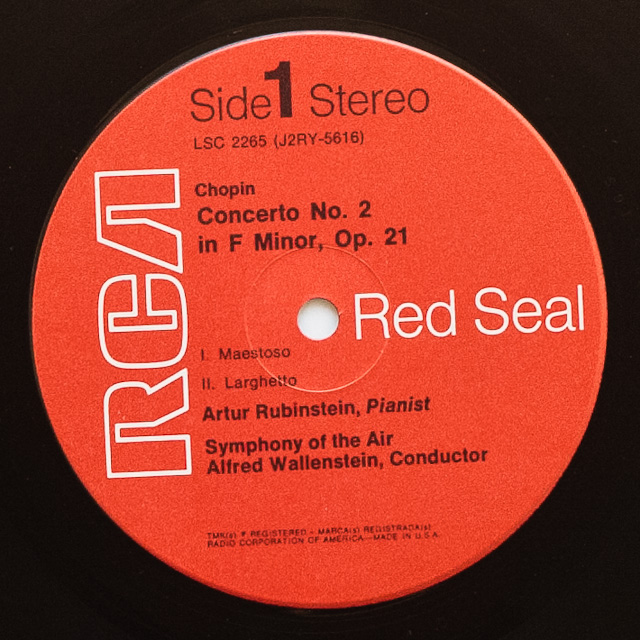 Side 1 Stereo
LSC 2265 (J2RY-5616)
Chopin
Concerto No. 2
in F Minor, Op. 21
RCA
Red Seal
I. Maestoso
II. Larghetto
Artur Rubinstein, Pianist
Symphony of the Air
Alfred Wallenstein, Conductor
TMK(s) ® REGISTERED - MARCA(s) REGISTRADA(s)
RADIO CORPORATION OF AMERICA—MADE IN U.S.A.